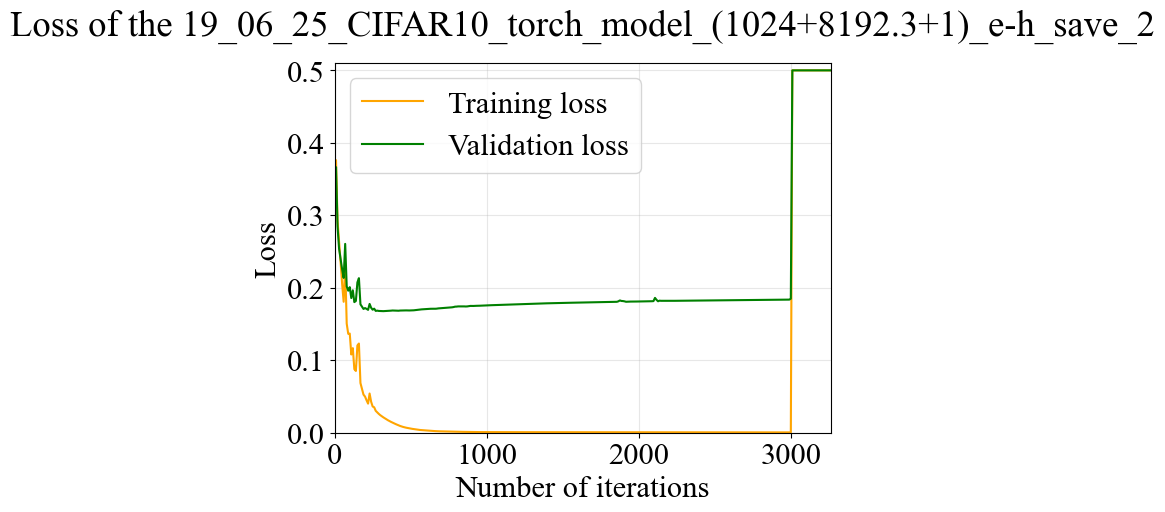 Loss of the 19_06_25_CIFAR10_torch_model_(1024+8192.3+1)_e-h_save_2
0.5
0.4
0.3
0.2
0.1
0.0
Loss
Training loss
Validation loss
0
1000
2000
3000
Number of iterations